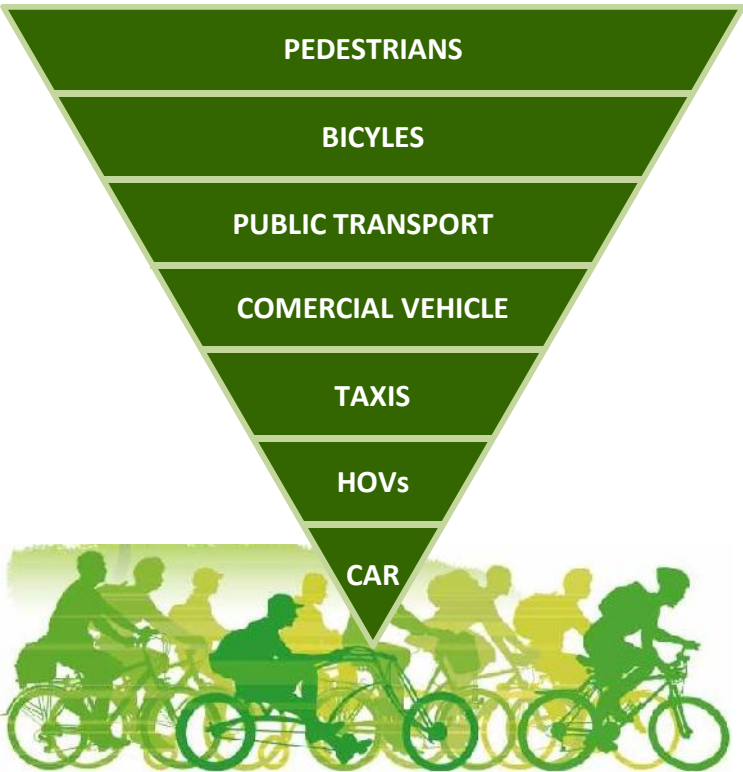 PEDESTRIANS
BICYLES
PUBLIC TRANSPORT
COMERCIAL VEHICLE
TAXIS
HOVs
CAR